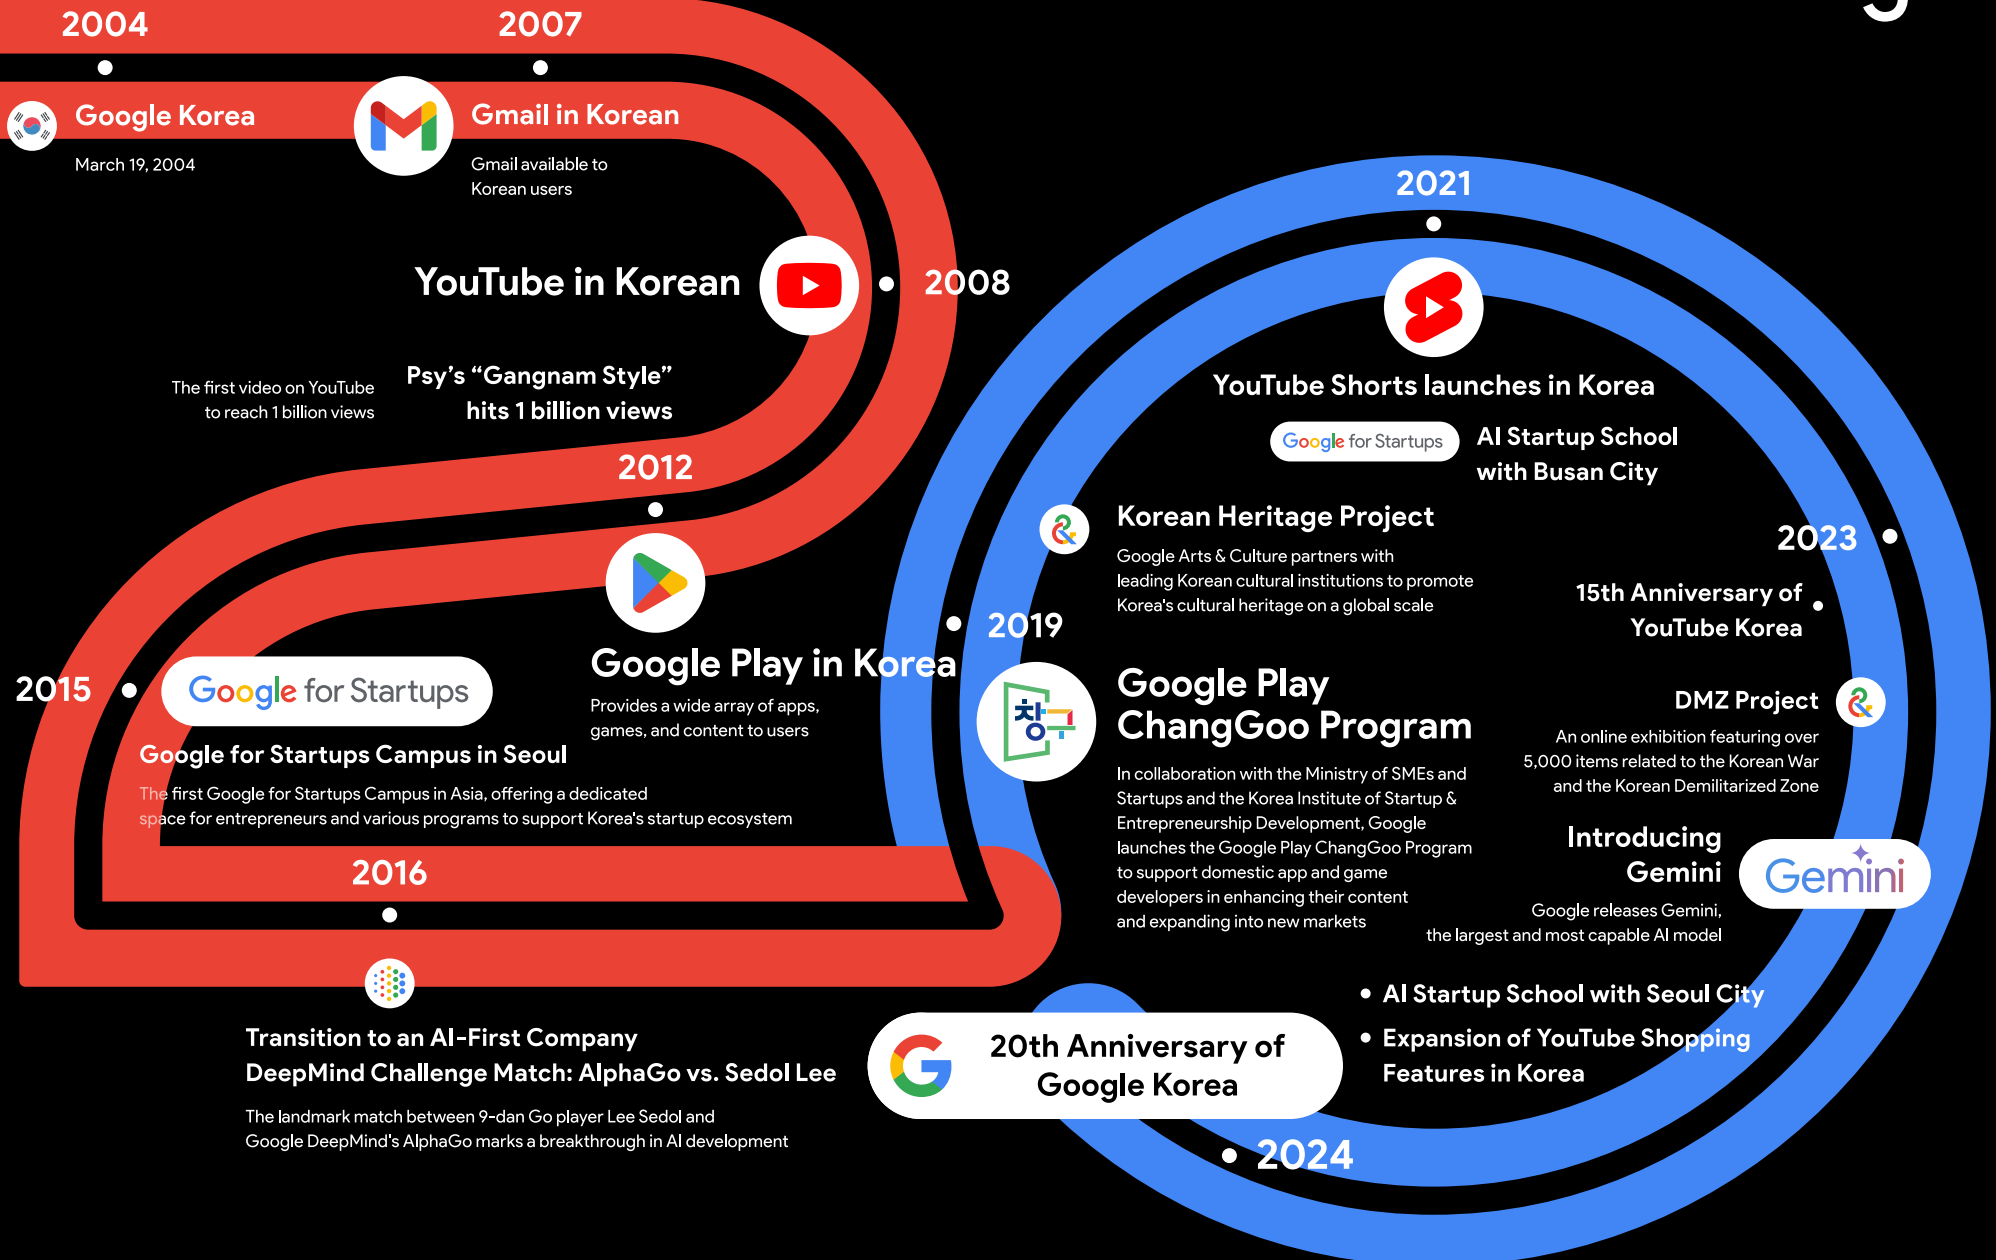 2004
Google Korea
March 19, 2004
2007
Gmail in Korean
Gmail available to
Korean users
YouTube in Korean
2008
The first video on YouTube
to reach 1 billion views
Psy's “Gangnam Style”
hits 1 billion views
2012
Google Play in Korea
Provides a wide array of apps,
games, and content to users
2015
Google for Startups
Google for Startups Campus in Seoul
The first Google for Startups Campus in Asia, offering a dedicated
space for entrepreneurs and various programs to support Korea's startup ecosystem
2016
Transition to an AI-First Company
DeepMind Challenge Match: AlphaGo vs. Sedol Lee
The landmark match between 9-dan Go player Lee Sedol and
Google DeepMind's AlphaGo marks a breakthrough in AI development
2019
창구
Google Play
ChangGoo Program
In collaboration with the Ministry of SMEs and
Startups and the Korea Institute of Startup &
Entrepreneurship Development, Google
launches the Google Play ChangGoo Program
to support domestic app and game
developers in enhancing their content
and expanding into new markets
Korean Heritage Project
Google Arts & Culture partners with
leading Korean cultural institutions to promote
Korea's cultural heritage on a global scale
2021
YouTube Shorts launches in Korea
Google for Startups
AI Startup School
with Busan City
2023
15th Anniversary of
YouTube Korea
DMZ Project
An online exhibition featuring over
5,000 items related to the Korean War
and the Korean Demilitarized Zone
Introducing
Gemini
Gemini
Google releases Gemini,
the largest and most capable AI model
AI Startup School with Seoul City
Expansion of YouTube Shopping
Features in Korea
20th Anniversary of
Google Korea
2024